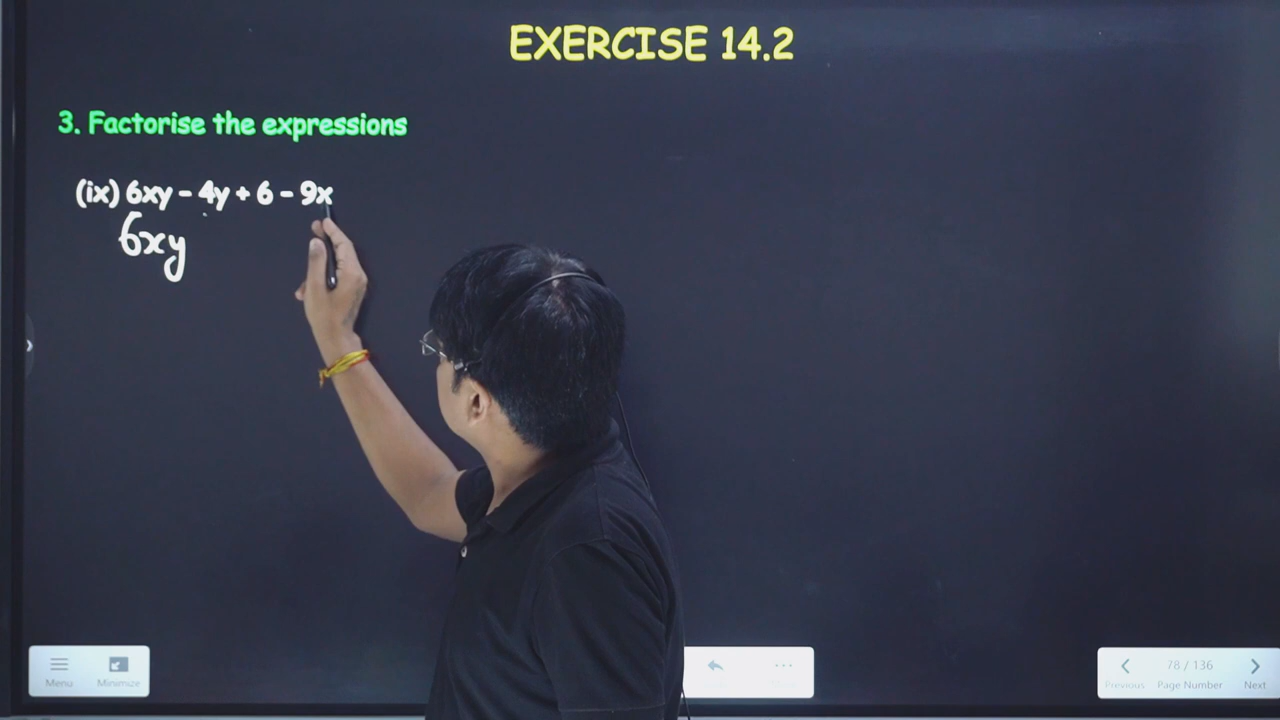 EXERCISE 14.2
3. Factorise the expressions
(ix) 6xy - 4y + 6 - 9x
6xy
Menu
Minimize
78 / 136
Previous
Page Number
Next